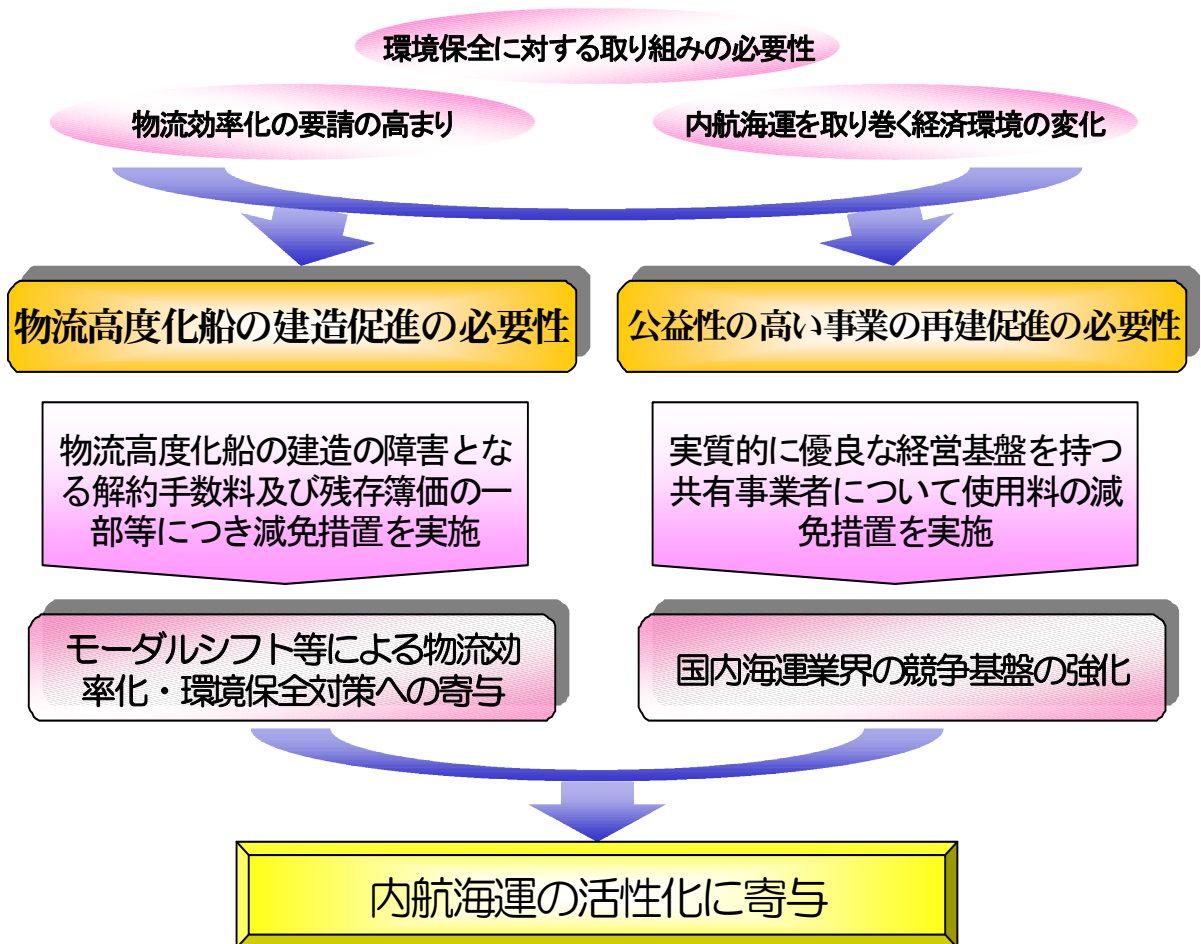 環境保全に対する取り組みの必要性
物流効率化の要請の高まり
内航海運を取り巻く経済環境の変化
物流高度化船の建造促進の必要性
公益性の高い事業の再建促進の必要性
物流高度化船の建造の障害とな
る解約手数料及び残存簿価の一
部等につき減免措置を実施
実質的に優良な経営基盤を持つ
共有事業者について使用料の減
免措置を実施
モーダルシフト等による物流効
率化・環境保全対策への寄与
国内海運業界の競争基盤の強化
内航海運の活性化に寄与